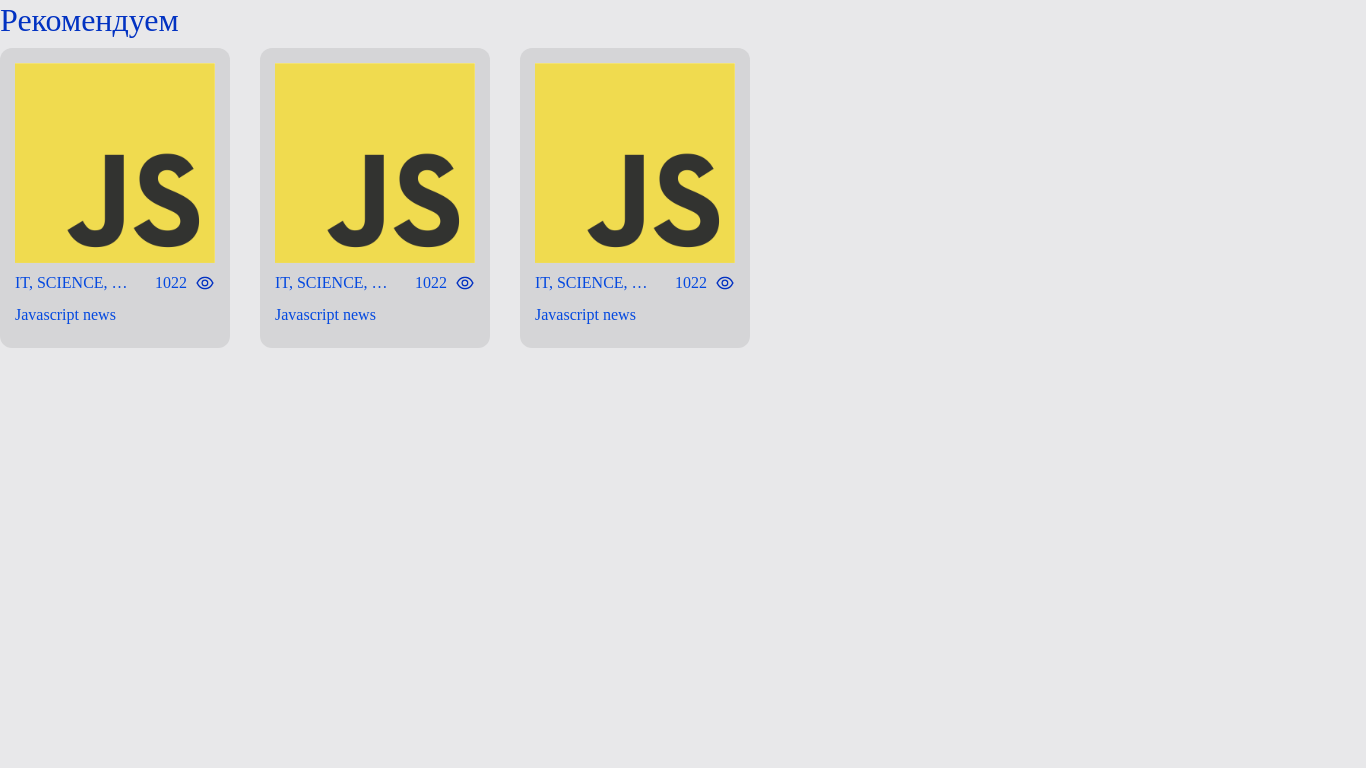 Рекомендуем
JS JS JS
IT, SCIENCE, … 1022 IT, SCIENCE, … 1022 IT, SCIENCE, … 1022
Javascript news Javascript news Javascript news